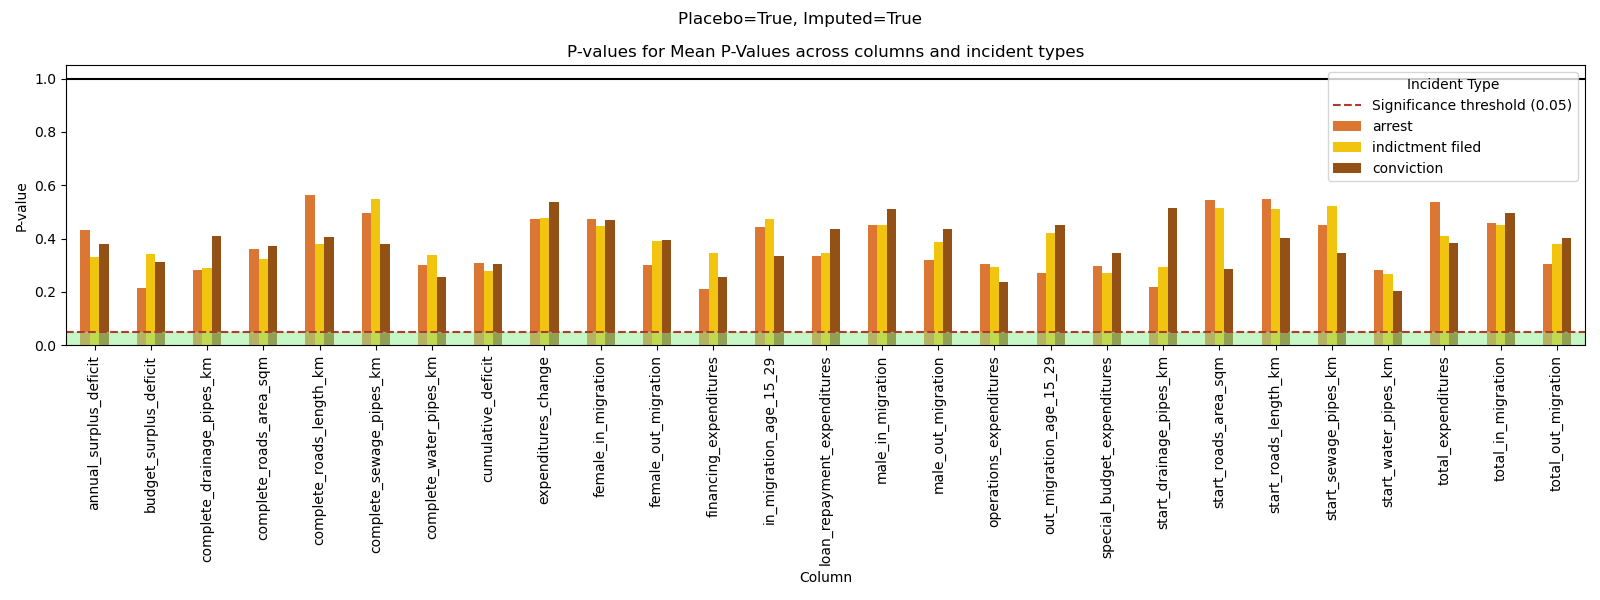 Placebo=True, Imputed=True
P-values for Mean P-Values across columns and incident types
P-value
1.0
0.8
0.6
0.4
0.2
0.0
Incident Type
Significance threshold (0.05)
arrest
indictment filed
conviction
annual_surplus_deficit
budget_surplus_deficit
complete_drainage_pipes_km
complete_roads_area_sqm
complete_roads_length_km
complete_sewage_pipes_km
complete_water_pipes_km
cumulative_deficit
expenditures_change
female_in_migration
female_out_migration
financing_expenditures
in_migration_age_15_29
loan_repayment_expenditures
male_in_migration
male_out_migration
operations_expenditures
out_migration_age_15_29
special_budget_expenditures
start_drainage_pipes_km
start_roads_area_sqm
start_roads_length_km
start_sewage_pipes_km
start_water_pipes_km
total_expenditures
total_in_migration
total_out_migration
Column